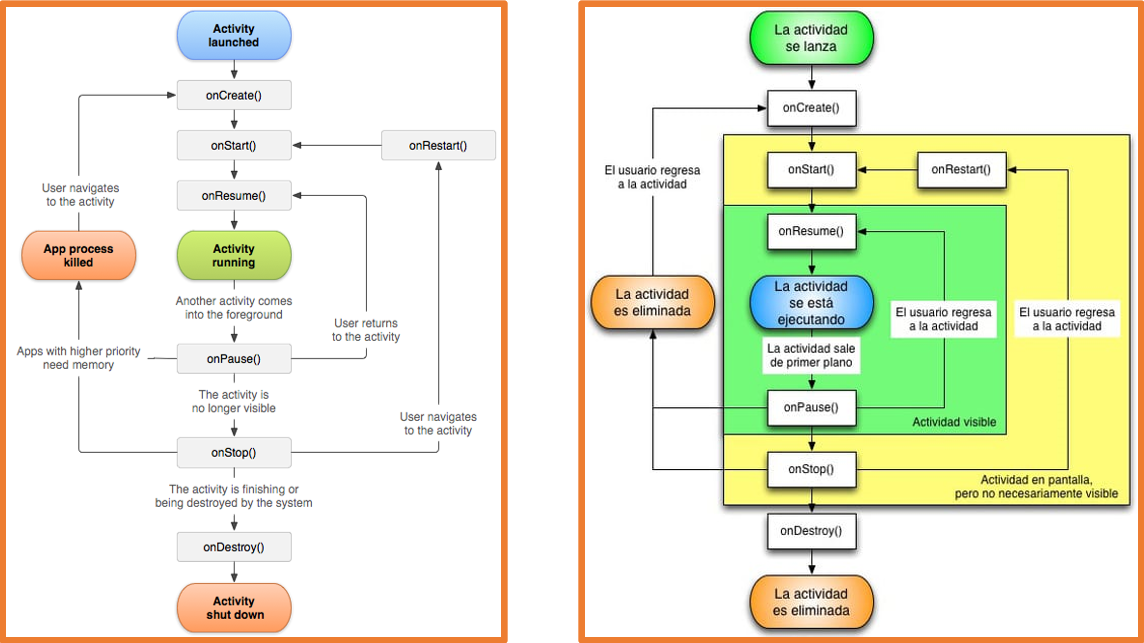 Activity
launched
onCreate()
onStart()
onRestart()
onResume()
User navigates
to the activity
App process
killed
Activity
running
Another activity comes
into the foreground
User returns
to the activity
Apps with higher priority
need memory
onPause()
The activity is
no longer visible
User navigates
to the activity
onStop()
The activity is finishing or
being destroyed by the system
onDestroy()
Activity
shut down
La actividad
se lanza
onCreate()
El usuario regresa
a la actividad
onStart()
onRestart()
onResume()
La actividad
es eliminada
La actividad
se está
ejecutando
El usuario regresa
a la actividad
El usuario regresa
a la actividad
La actividad sale
de primer plano
onPause()
Actividad visible
onStop()
Actividad en pantalla,
pero no necesariamente visible
onDestroy()
La actividad
es eliminada